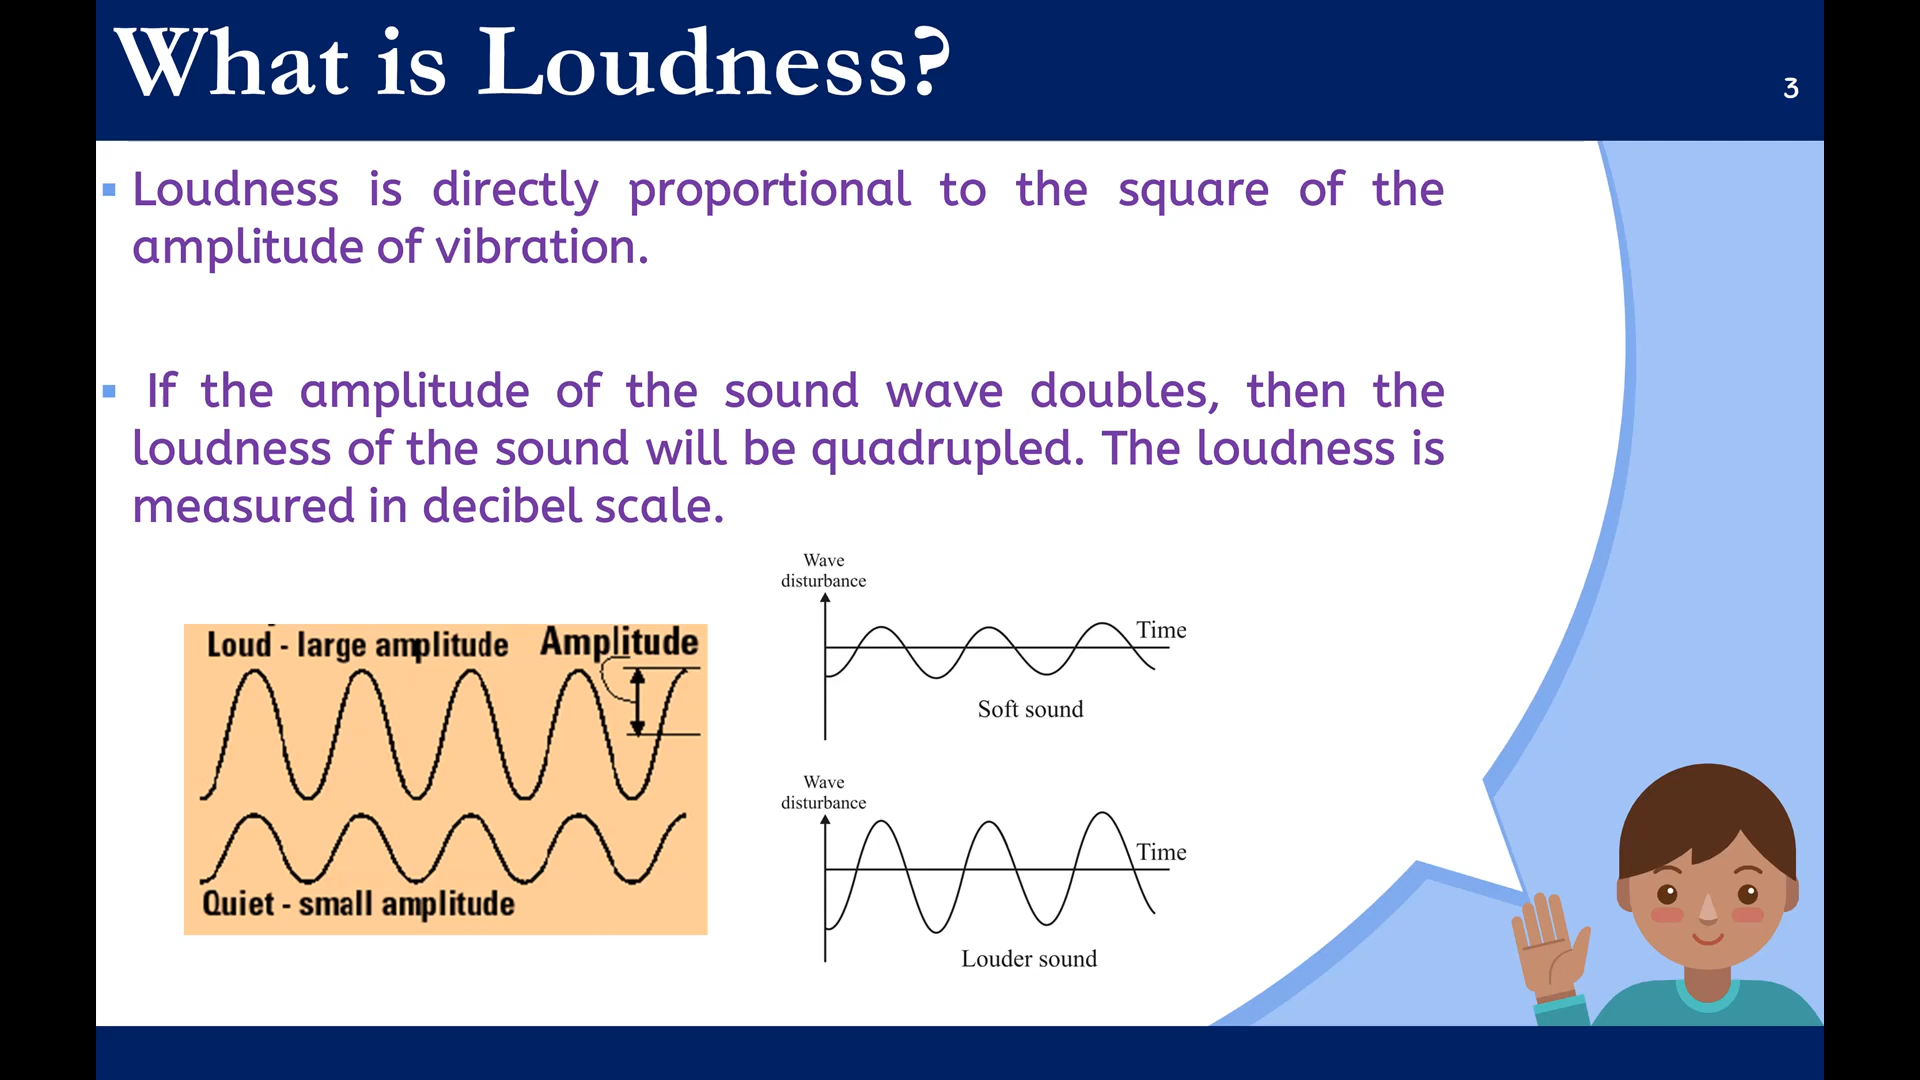 What is Loudness?
3
▪ Loudness is directly proportional to the square of the
amplitude of vibration.
▪ If the amplitude of the sound wave doubles, then the
loudness of the sound will be quadrupled. The loudness is
measured in decibel scale.
Loud - large amplitude Amplitude
Quiet - small amplitude
Wave
disturbance
Time
Soft sound
Wave
disturbance
Time
Louder sound